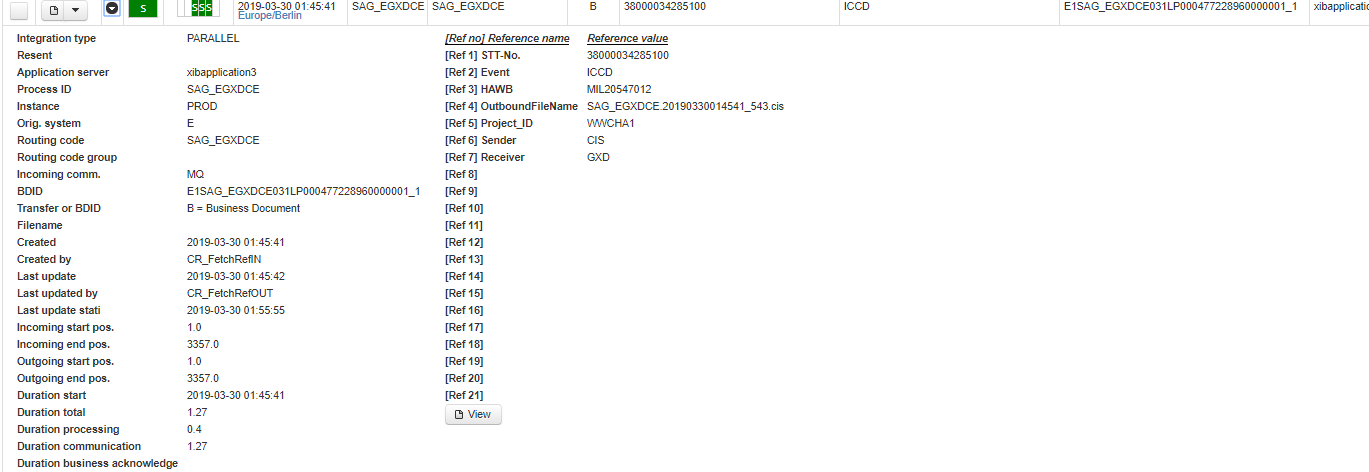 S SSS 2019-03-30 01:45:41 SAG_EGXDCE SAG_EGXDCE B 38000034285100 ICCD E1SAG_EGXDCE031LP000477228960000001_1 xibapplicatio
Europe/Berlin
Integration type PARALLEL [Ref no] Reference name Reference value
Resent [Ref 1] STT-No. 38000034285100
Application server xibapplication3 [Ref 2] Event ICCD
Process ID SAG_EGXDCE [Ref 3] HAWB MIL20547012
Instance PROD [Ref 4] OutboundFileName SAG_EGXDCE.20190330014541_543.cis
Orig. system E [Ref 5] Project_ID WWCHA1
Routing code SAG_EGXDCE [Ref 6] Sender CIS
Routing code group [Ref 7] Receiver GXD
Incoming comm. MQ [Ref 8]
BDID E1SAG_EGXDCE031LP000477228960000001_1 [Ref 9]
Transfer or BDID B = Business Document [Ref 10]
Filename [Ref 11]
Created 2019-03-30 01:45:41 [Ref 12]
Created by CR_FetchRefIN [Ref 13]
Last update 2019-03-30 01:45:42 [Ref 14]
Last updated by CR_FetchRefOUT [Ref 15]
Last update stati 2019-03-30 01:55:55 [Ref 16]
Incoming start pos. 1.0 [Ref 17]
Incoming end pos. 3357.0 [Ref 18]
Outgoing start pos. 1.0 [Ref 19]
Outgoing end pos. 3357.0 [Ref 20]
Duration start 2019-03-30 01:45:41 [Ref 21]
Duration total 1.27 View
Duration processing 0.4
Duration communication 1.27
Duration business acknowledge